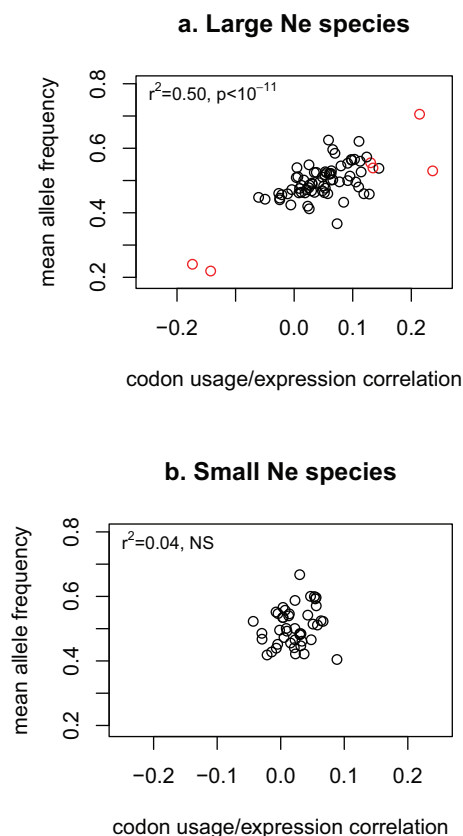 a. Large Ne species
r²=0.50, p<10⁻¹¹
mean allele frequency
0.8
0.6
0.4
0.2
−0.2 0.0 0.1 0.2
codon usage/expression correlation
b. Small Ne species
r²=0.04, NS
mean allele frequency
0.8
0.6
0.4
0.2
−0.2 −0.1 0.0 0.1 0.2
codon usage/expression correlation